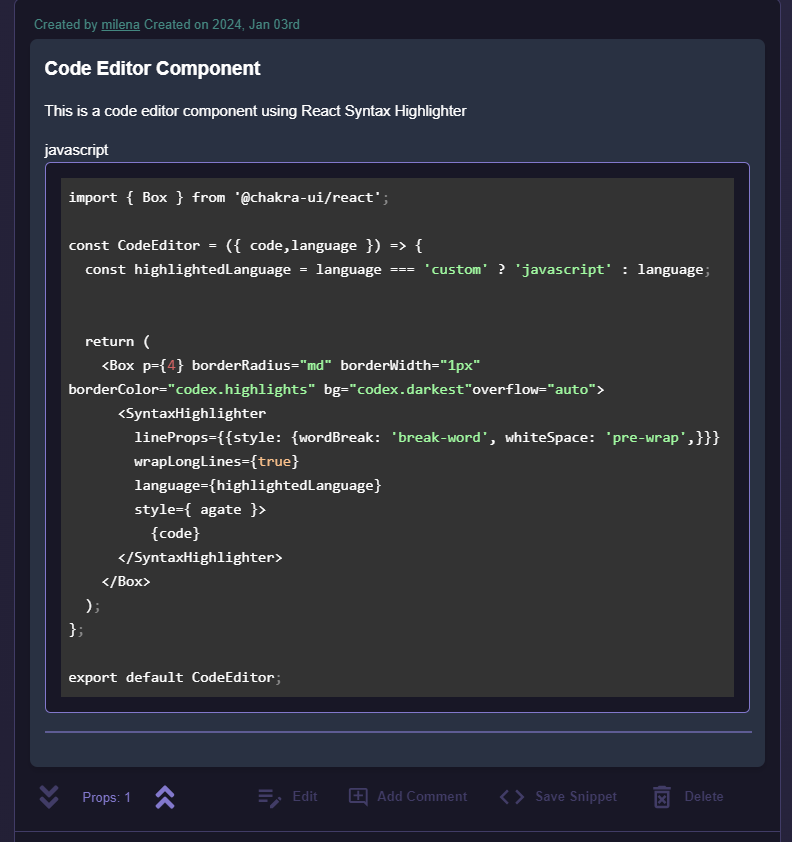 Created by milena Created on 2024, Jan 03rd
Code Editor Component
This is a code editor component using React Syntax Highlighter
javascript
import { Box } from '@chakra-ui/react';
const CodeEditor = ({ code,language }) => {
  const highlightedLanguage = language === 'custom' ? 'javascript' : language;
  return (
    <Box p={4} borderRadius="md" borderWidth="1px"
borderColor="codex.highlights" bg="codex.darkest"overflow="auto">
      <SyntaxHighlighter
        lineProps={{style: {wordBreak: 'break-word', whiteSpace: 'pre-wrap',}}}
        wrapLongLines={true}
        language={highlightedLanguage}
        style={ agate }>
          {code}
      </SyntaxHighlighter>
    </Box>
  );
};
export default CodeEditor;
Props: 1 Edit Add Comment Save Snippet Delete